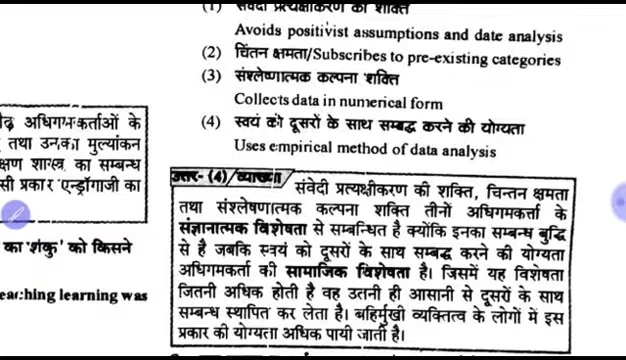 (1) संवेदी प्रत्यक्षीकरण की शक्ति
Avoids positivist assumptions and date analysis
(2) चिंतन क्षमता/Subscribes to pre-existing categories
(3) संश्लेषणात्मक कल्पना शक्ति
Collects data in numerical form
(4) स्वयं को दूसरों के साथ सम्बद्ध करने की योग्यता
Uses empirical method of data analysis
उत्तर-(4)/व्याख्या संवेदी प्रत्यक्षीकरण की शक्ति, चिन्तन क्षमता
तथा संश्लेषणात्मक कल्पना शक्ति तीनों अधिगमकर्त्ता के
संज्ञानात्मक विशेषता से सम्बन्धित है क्योंकि इनका सम्बन्ध बुद्धि
से है जबकि स्वयं को दूसरों के साथ सम्बद्ध करने की योग्यता
अधिगमकर्ता की सामाजिक विशेषता है। जिसमें यह विशेषता
जितनी अधिक होती है वह उतनी ही आसानी से दूसरों के साथ
सम्बन्ध स्थापित कर लेता है। बहिर्मुखी व्यक्तित्व के लोगों में इस
प्रकार की योग्यता अधिक पायी जाती है।
अधिगमकर्ताओं के
तथा उनका मूल्यांकन
शास्त्र का सम्बन्ध
प्रकार 'एन्ड्रॉगाजी का
का 'शंकु' को किसने
learning was